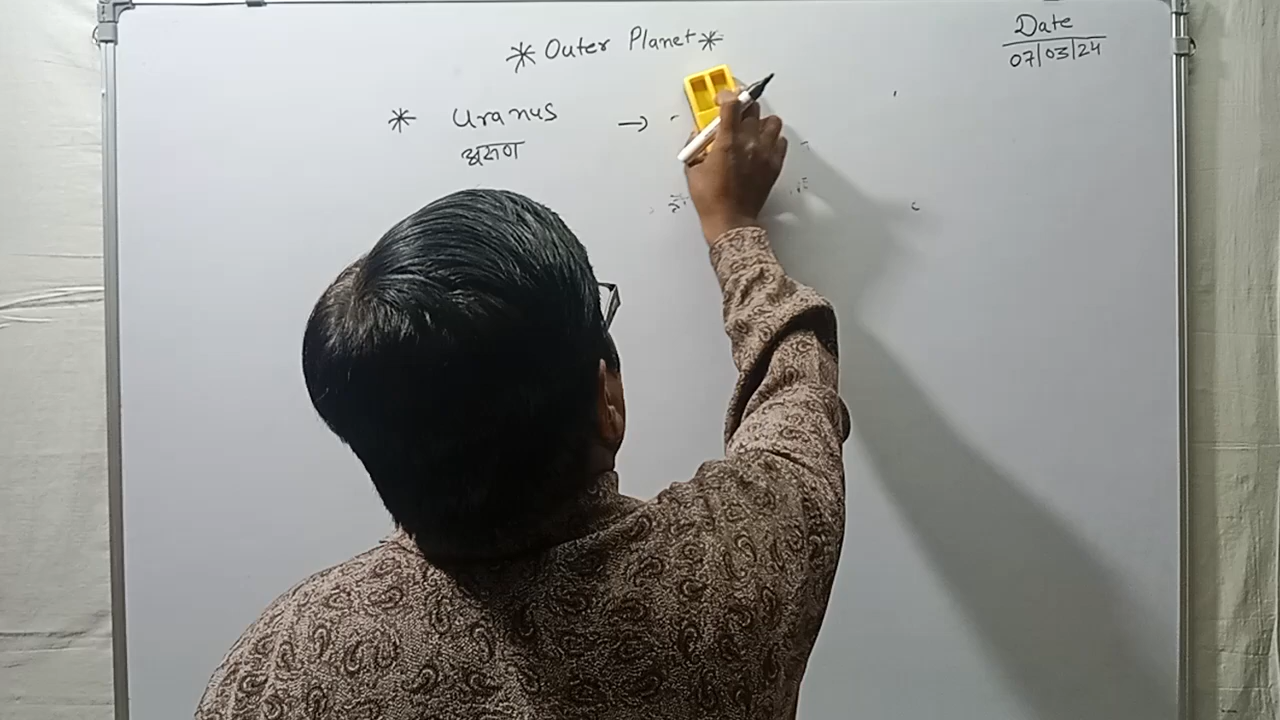 * Outer Planet *
Date
07/03/24
* Uranus →
अरुण